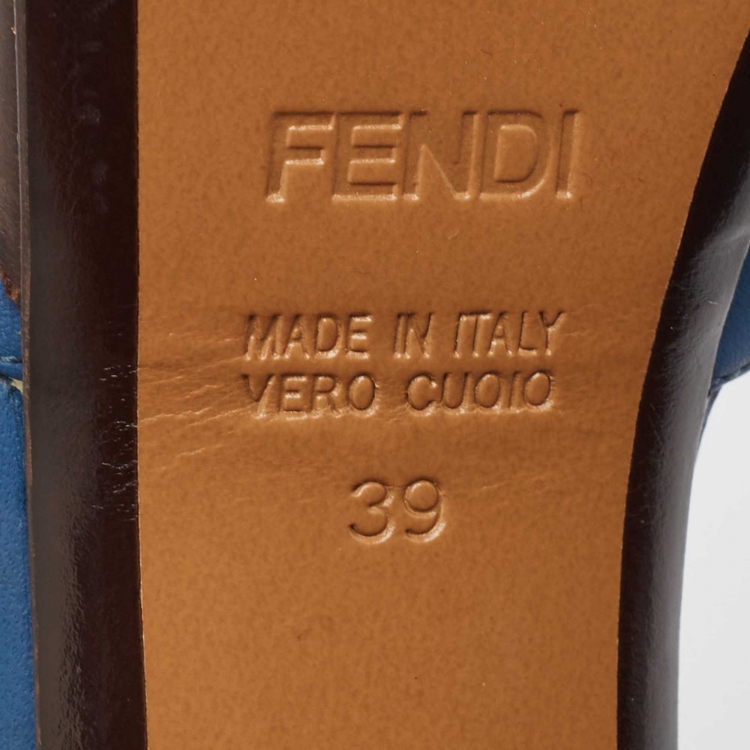 FENDI
MADE IN ITALY
VERO CUOIO
39